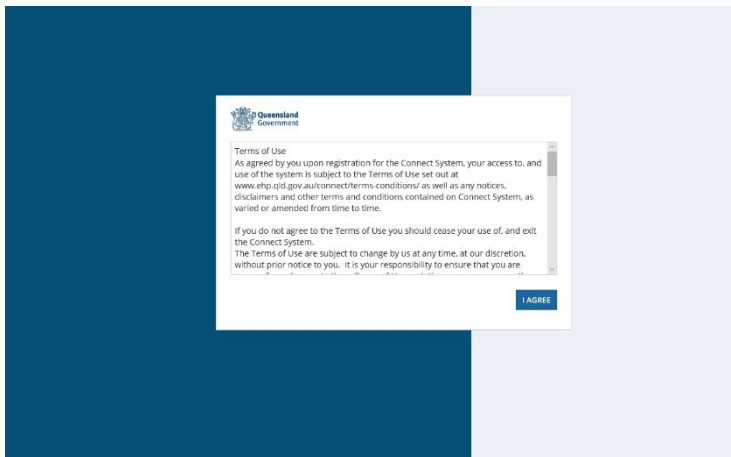 Queensland
Government
Terms of Use
As agreed by you upon registration for the Connect System, your access to, and
use of the system is subject to the Terms of Use set out at
www.ehp.qld.gov.au/connect/terms-conditions/ as well as any notices,
disclaimers and other terms and conditions contained on Connect System, as
varied or amended from time to time.
If you do not agree to the Terms of Use you should cease your use of, and exit
the Connect System.
The Terms of Use are subject to change by us at any time, at our discretion,
without prior notice to you. It is your responsibility to ensure that you are
I AGREE